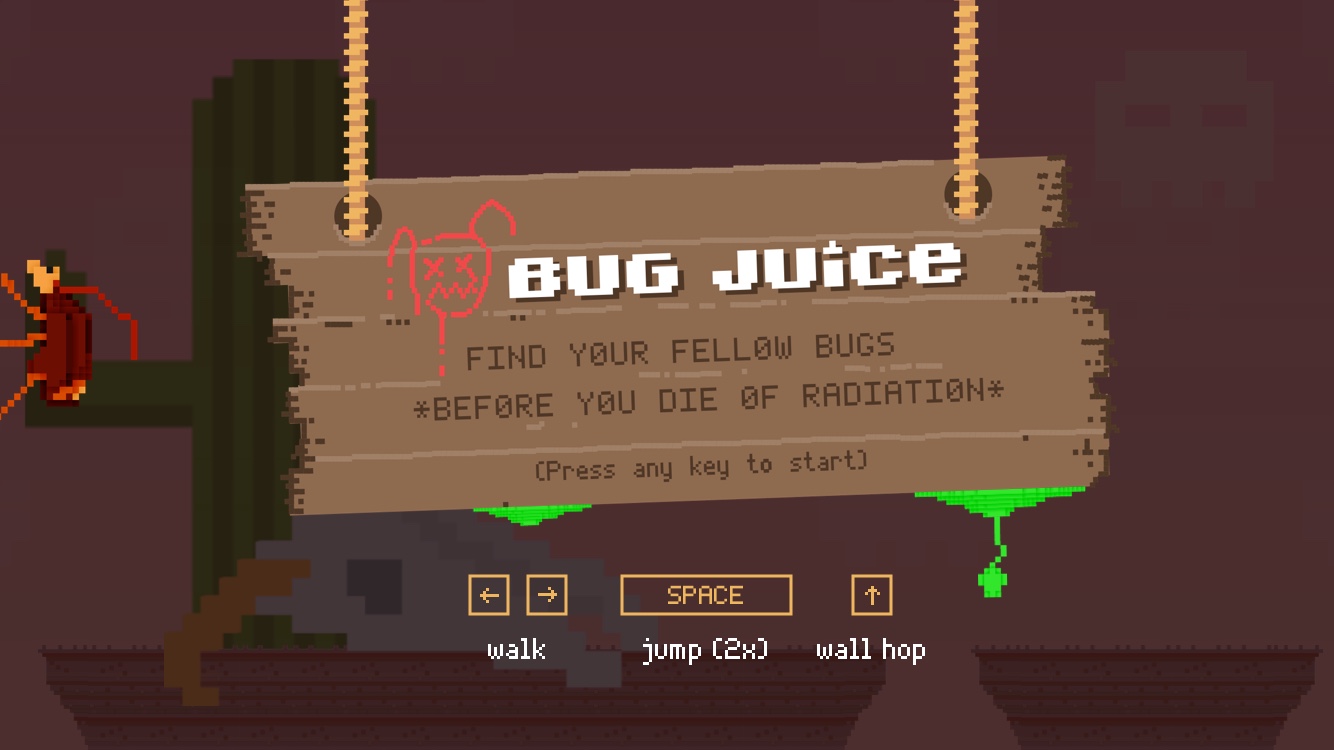 BUG JUiCe
FIND Y0UR FELL0W BUGS
*BEF0RE Y0U DIE 0F RADIATI0N*
(Press any key to start)
← → SPACE ↑
walk jump (2x) wall hop